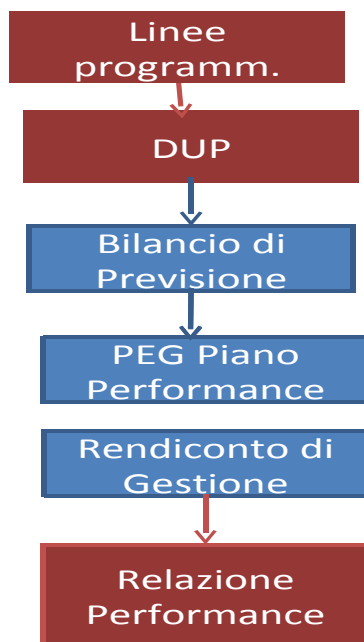 Linee
programm.
DUP
Bilancio di
Previsione
PEG Piano
Performance
Rendiconto di
Gestione
Relazione
Performance